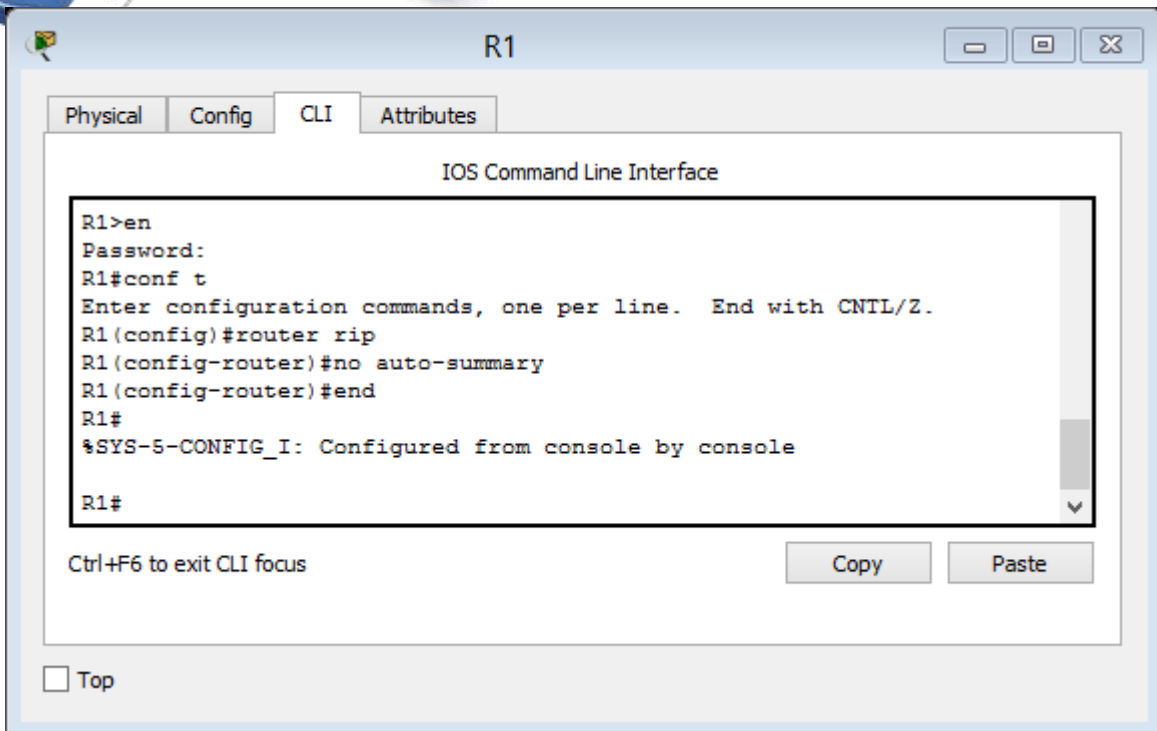 R1
Physical Config CLI Attributes
IOS Command Line Interface
R1>en
Password:
R1#conf t
Enter configuration commands, one per line.  End with CNTL/Z.
R1(config)#router rip
R1(config-router)#no auto-summary
R1(config-router)#end
R1#
%SYS-5-CONFIG_I: Configured from console by console
R1#
Ctrl+F6 to exit CLI focus
Copy Paste
Top